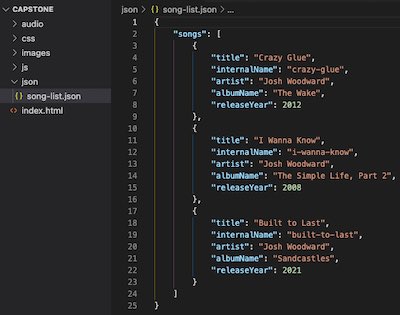 CAPSTONE
audio
css
images
js
json
{} song-list.json
<> index.html
json > {} song-list.json > ...
1 {
2 "songs": [
3 {
4 "title": "Crazy Glue",
5 "internalName": "crazy-glue",
6 "artist": "Josh Woodward",
7 "albumName": "The Wake",
8 "releaseYear": 2012
9 },
10 {
11 "title": "I Wanna Know",
12 "internalName": "i-wanna-know",
13 "artist": "Josh Woodward",
14 "albumName": "The Simple Life, Part 2",
15 "releaseYear": 2008
16 },
17 {
18 "title": "Built to Last",
19 "internalName": "built-to-last",
20 "artist": "Josh Woodward",
21 "albumName": "Sandcastles",
22 "releaseYear": 2021
23 }
24 ]
25 }